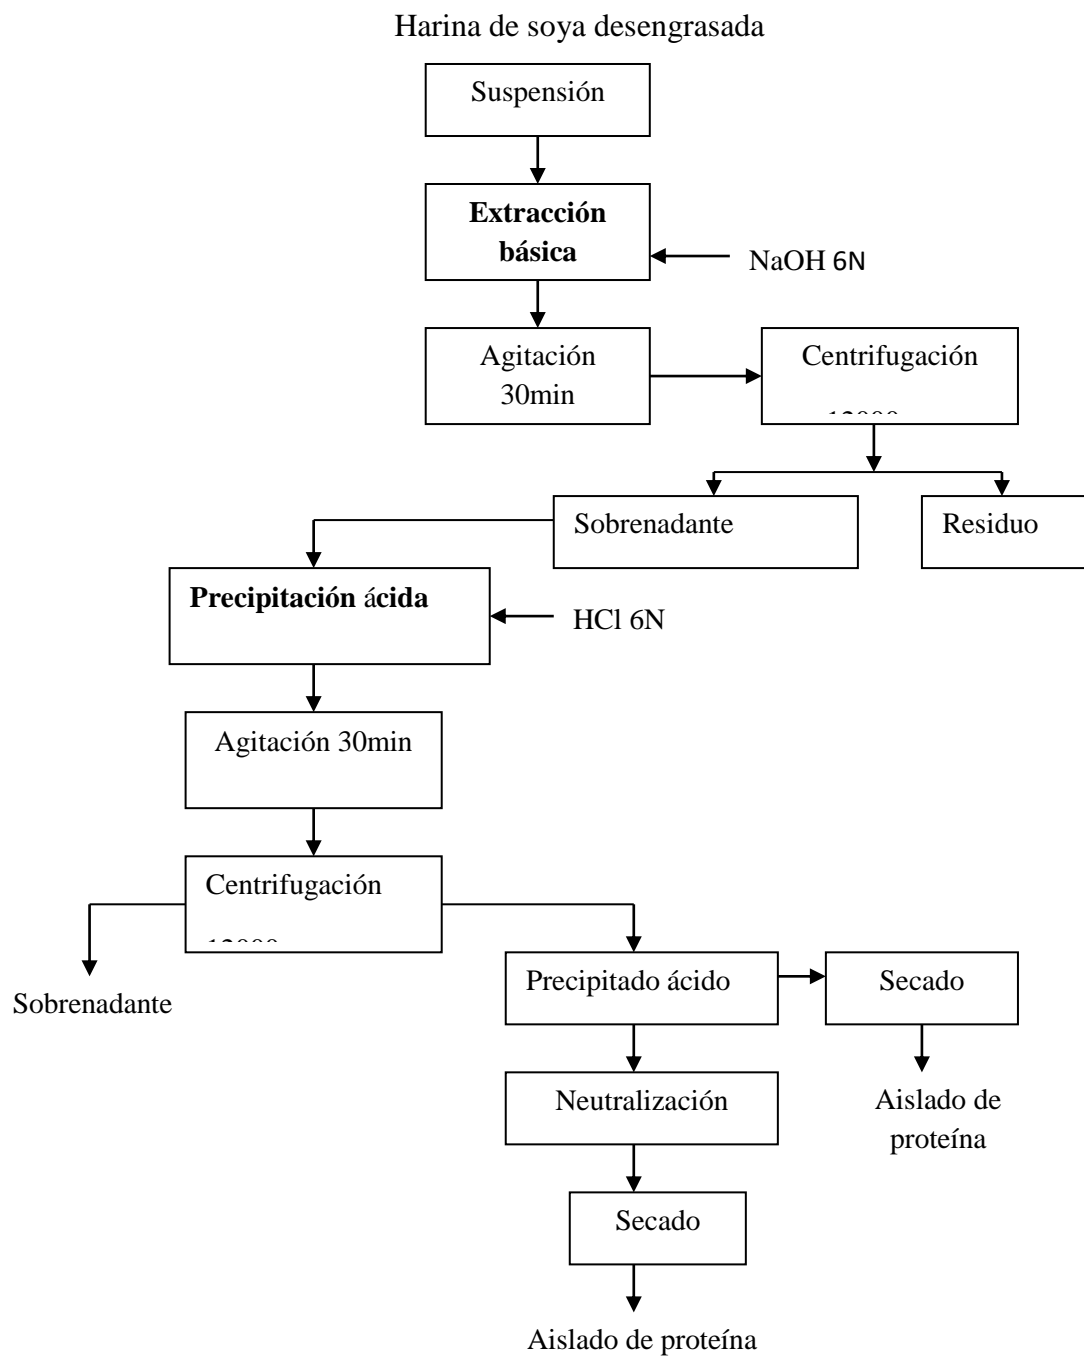 Harina de soya desengrasada
Suspensión
Extracción
básica
NaOH 6N
Agitación
30min
Centrifugación
Sobrenadante
Residuo
Precipitación ácida
HCl 6N
Agitación 30min
Centrifugación
Sobrenadante
Precipitado ácido
Secado
Neutralización
Aislado de
proteína
Secado
Aislado de proteína